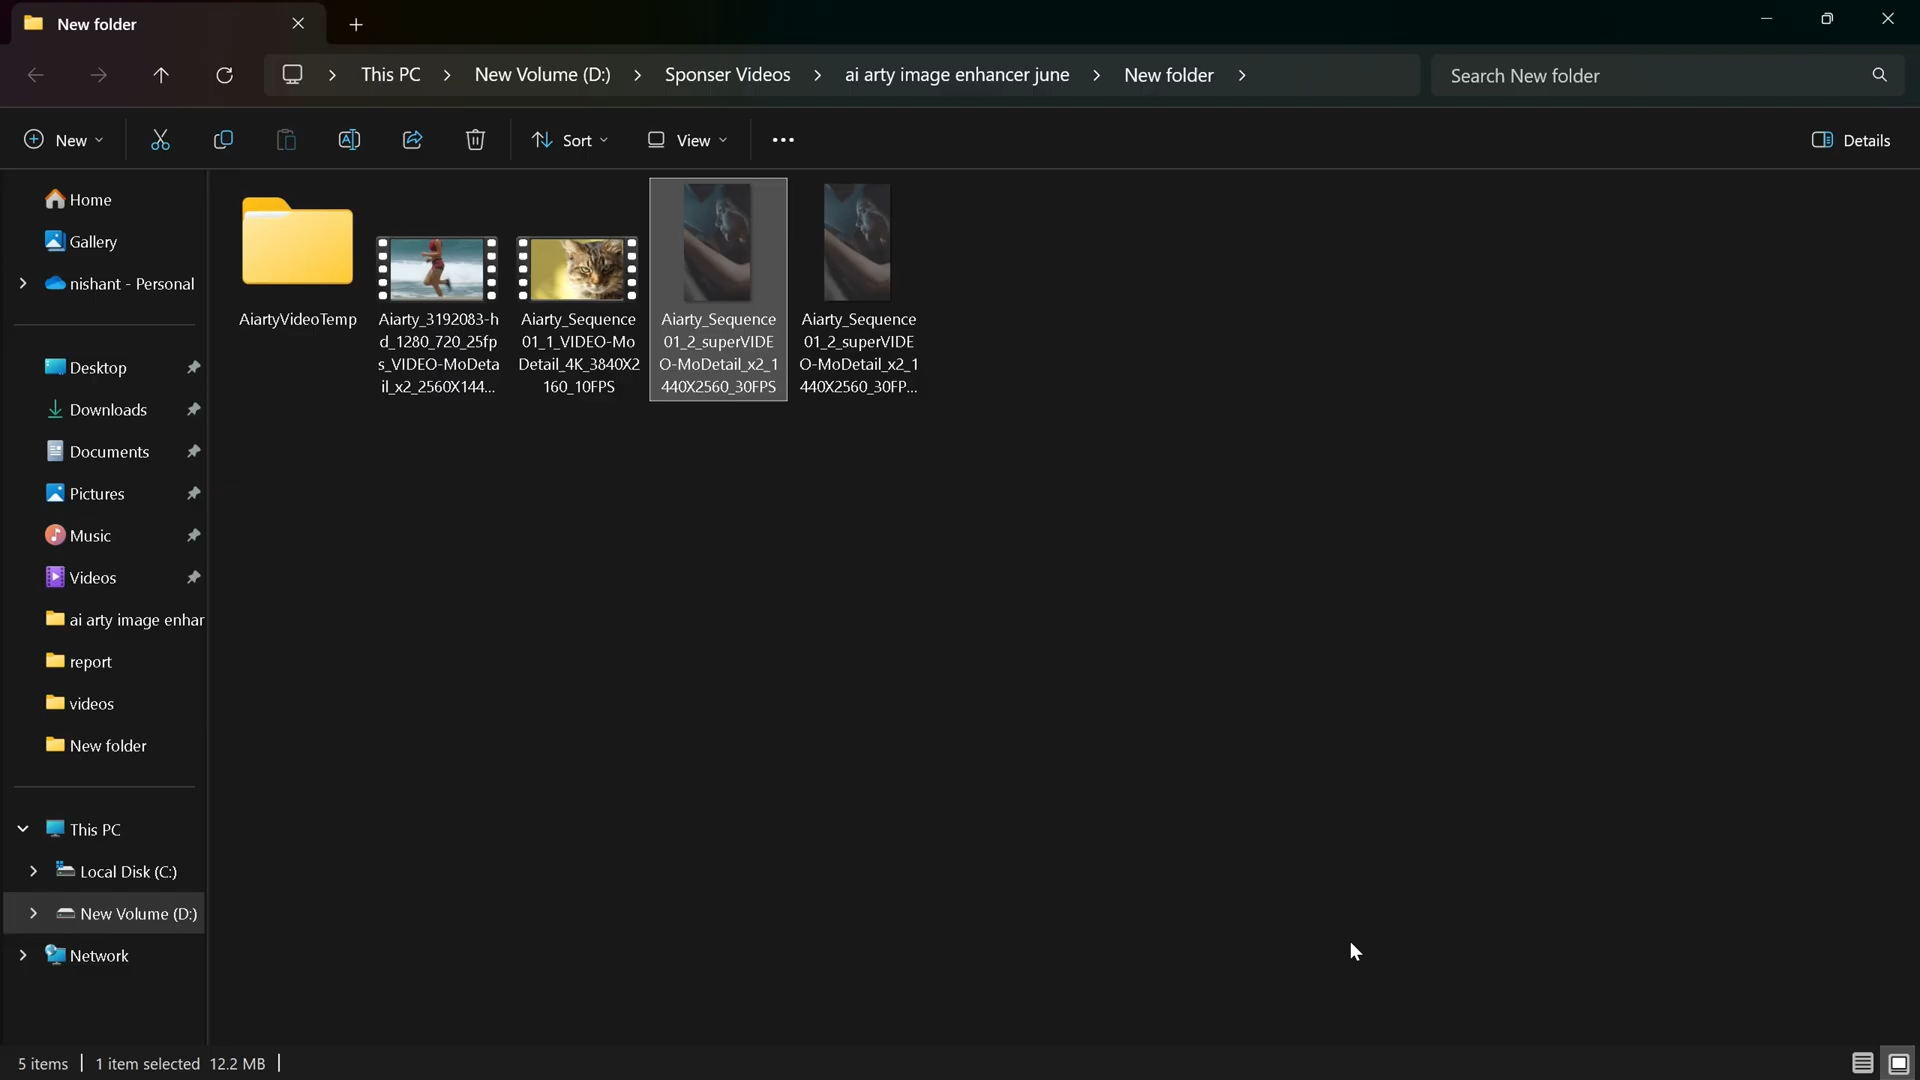 New folder
This PC > New Volume (D:) > Sponser Videos > ai arty image enhancer june > New folder >
Search New folder
New
Sort
View
Details
Home
Gallery
nishant - Personal
Desktop
Downloads
Documents
Pictures
Music
Videos
ai arty image enhar
report
videos
New folder
This PC
Local Disk (C:)
New Volume (D:)
Network
AiartyVideoTemp
Aiarty_3192083-h
d_1280_720_25fp
s_VIDEO-MoDeta
il_x2_2560X144...
Aiarty_Sequence
01_1_VIDEO-Mo
Detail_4K_3840X2
160_10FPS
Aiarty_Sequence
01_2_superVIDE
O-MoDetail_x2_1
440X2560_30FPS
Aiarty_Sequence
01_2_superVIDE
O-MoDetail_x2_1
440X2560_30FP...
5 items
1 item selected 12.2 MB